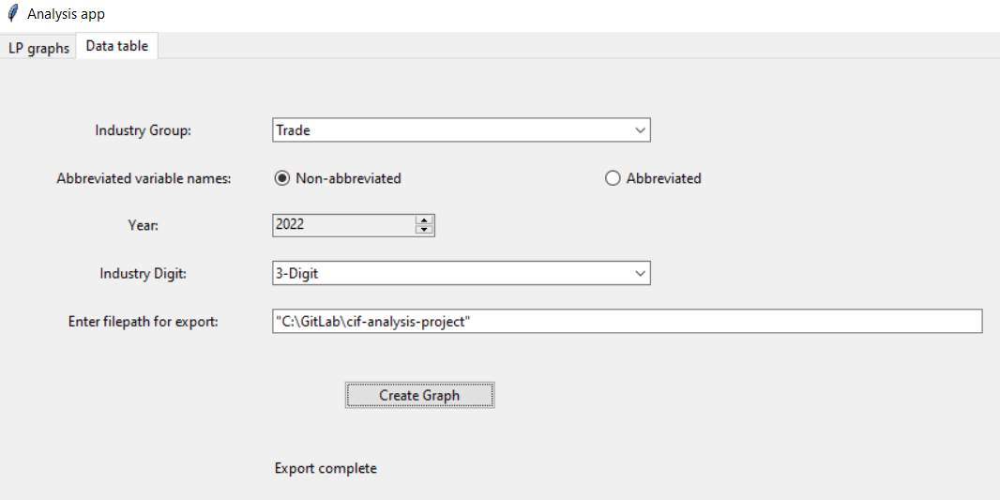 Analysis app
LP graphs Data table
Industry Group: Trade
Abbreviated variable names: Non-abbreviated Abbreviated
Year: 2022
Industry Digit: 3-Digit
Enter filepath for export: "C:\GitLab\cif-analysis-project"
Create Graph
Export complete